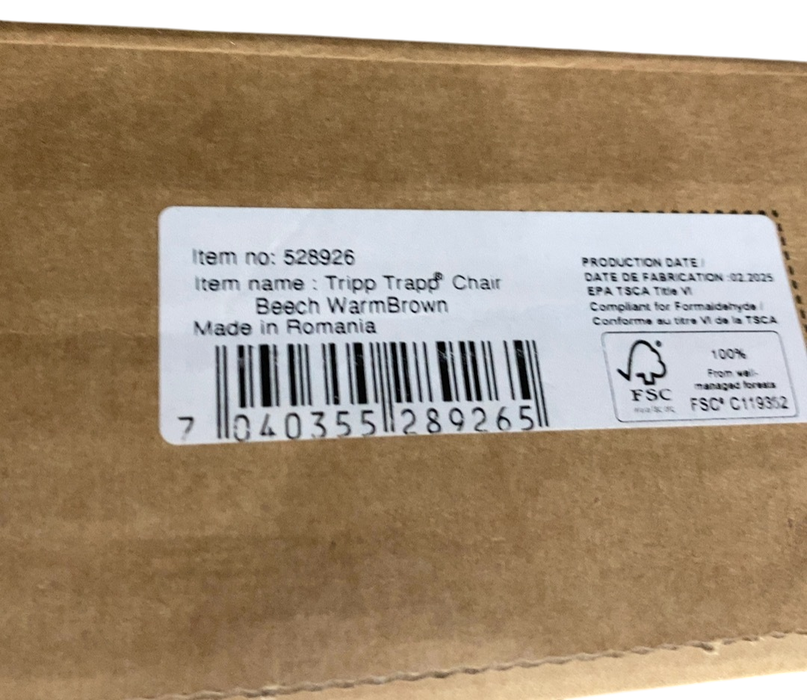 Item no: 528926
Item name : Tripp Trapp® Chair
Beech WarmBrown
Made in Romania
7 040355 289265
PRODUCTION DATE /
DATE DE FABRICATION :02.2025
EPA TSCA Title VI
Compliant for Formaldehyde /
Conforme au titre VI de la TSCA
FSC
100%
From well-
managed forests
FSC® C119352